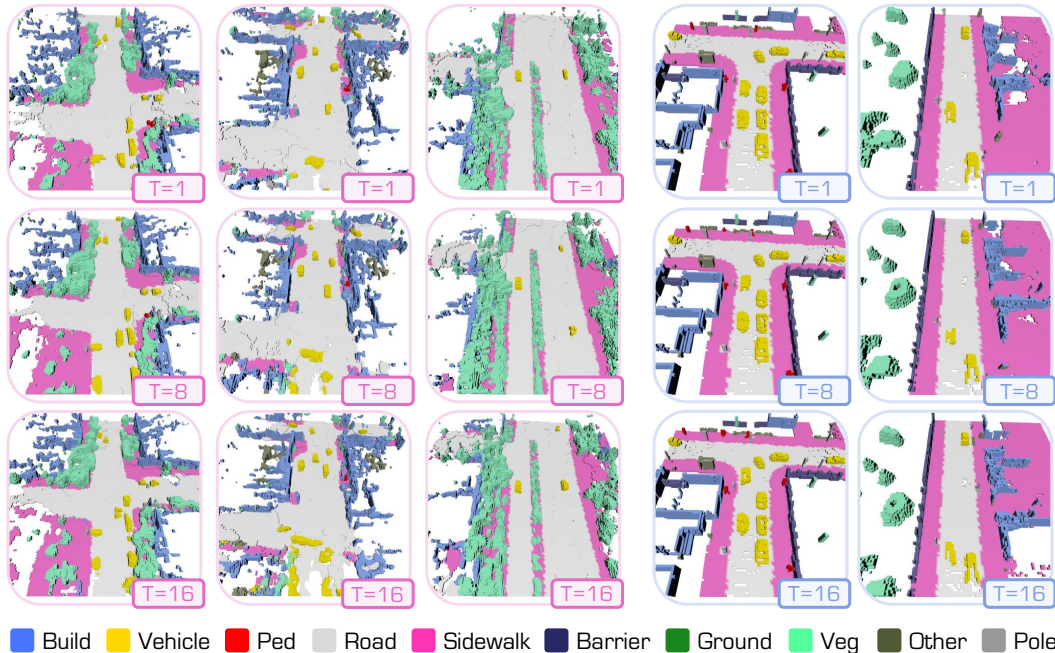 T=1 T=1 T=1 T=1 T=1
T=8 T=8 T=8 T=8 T=8
T=16 T=16 T=16 T=16 T=16
Build Vehicle Ped Road Sidewalk Barrier Ground Veg Other Pole